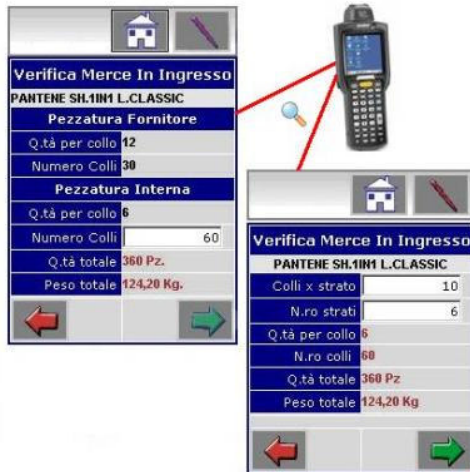 Verifica Merce In Ingresso
PANTENE SH.1IN1 L.CLASSIC
Pezzatura Fornitore
Q.tà per collo 12
Numero Colli 30
Pezzatura Interna
Q.tà per collo 6
Numero Colli 60
Q.tà totale 360 Pz.
Peso totale 124,20 Kg.
Verifica Merce In Ingresso
PANTENE SH.1IN1 L.CLASSIC
Colli x strato 10
N.ro strati 6
Q.tà per collo 6
N.ro colli 60
Q.tà totale 360 Pz
Peso totale 124,20 Kg